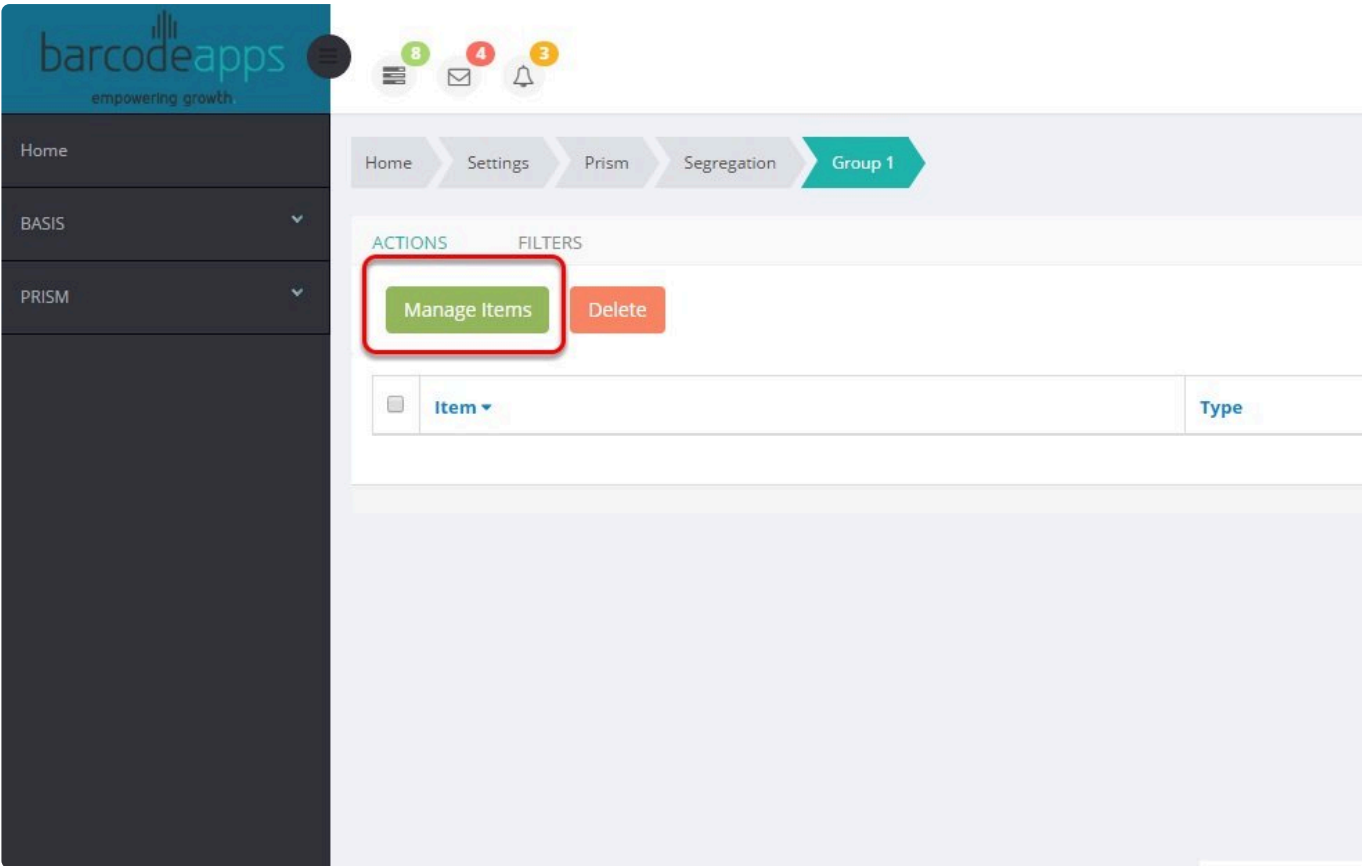 barcodeapps
empowering growth.
8 4 3
Home
BASIS
PRISM
Home Settings Prism Segregation Group 1
ACTIONS FILTERS
Manage Items Delete
Item Type